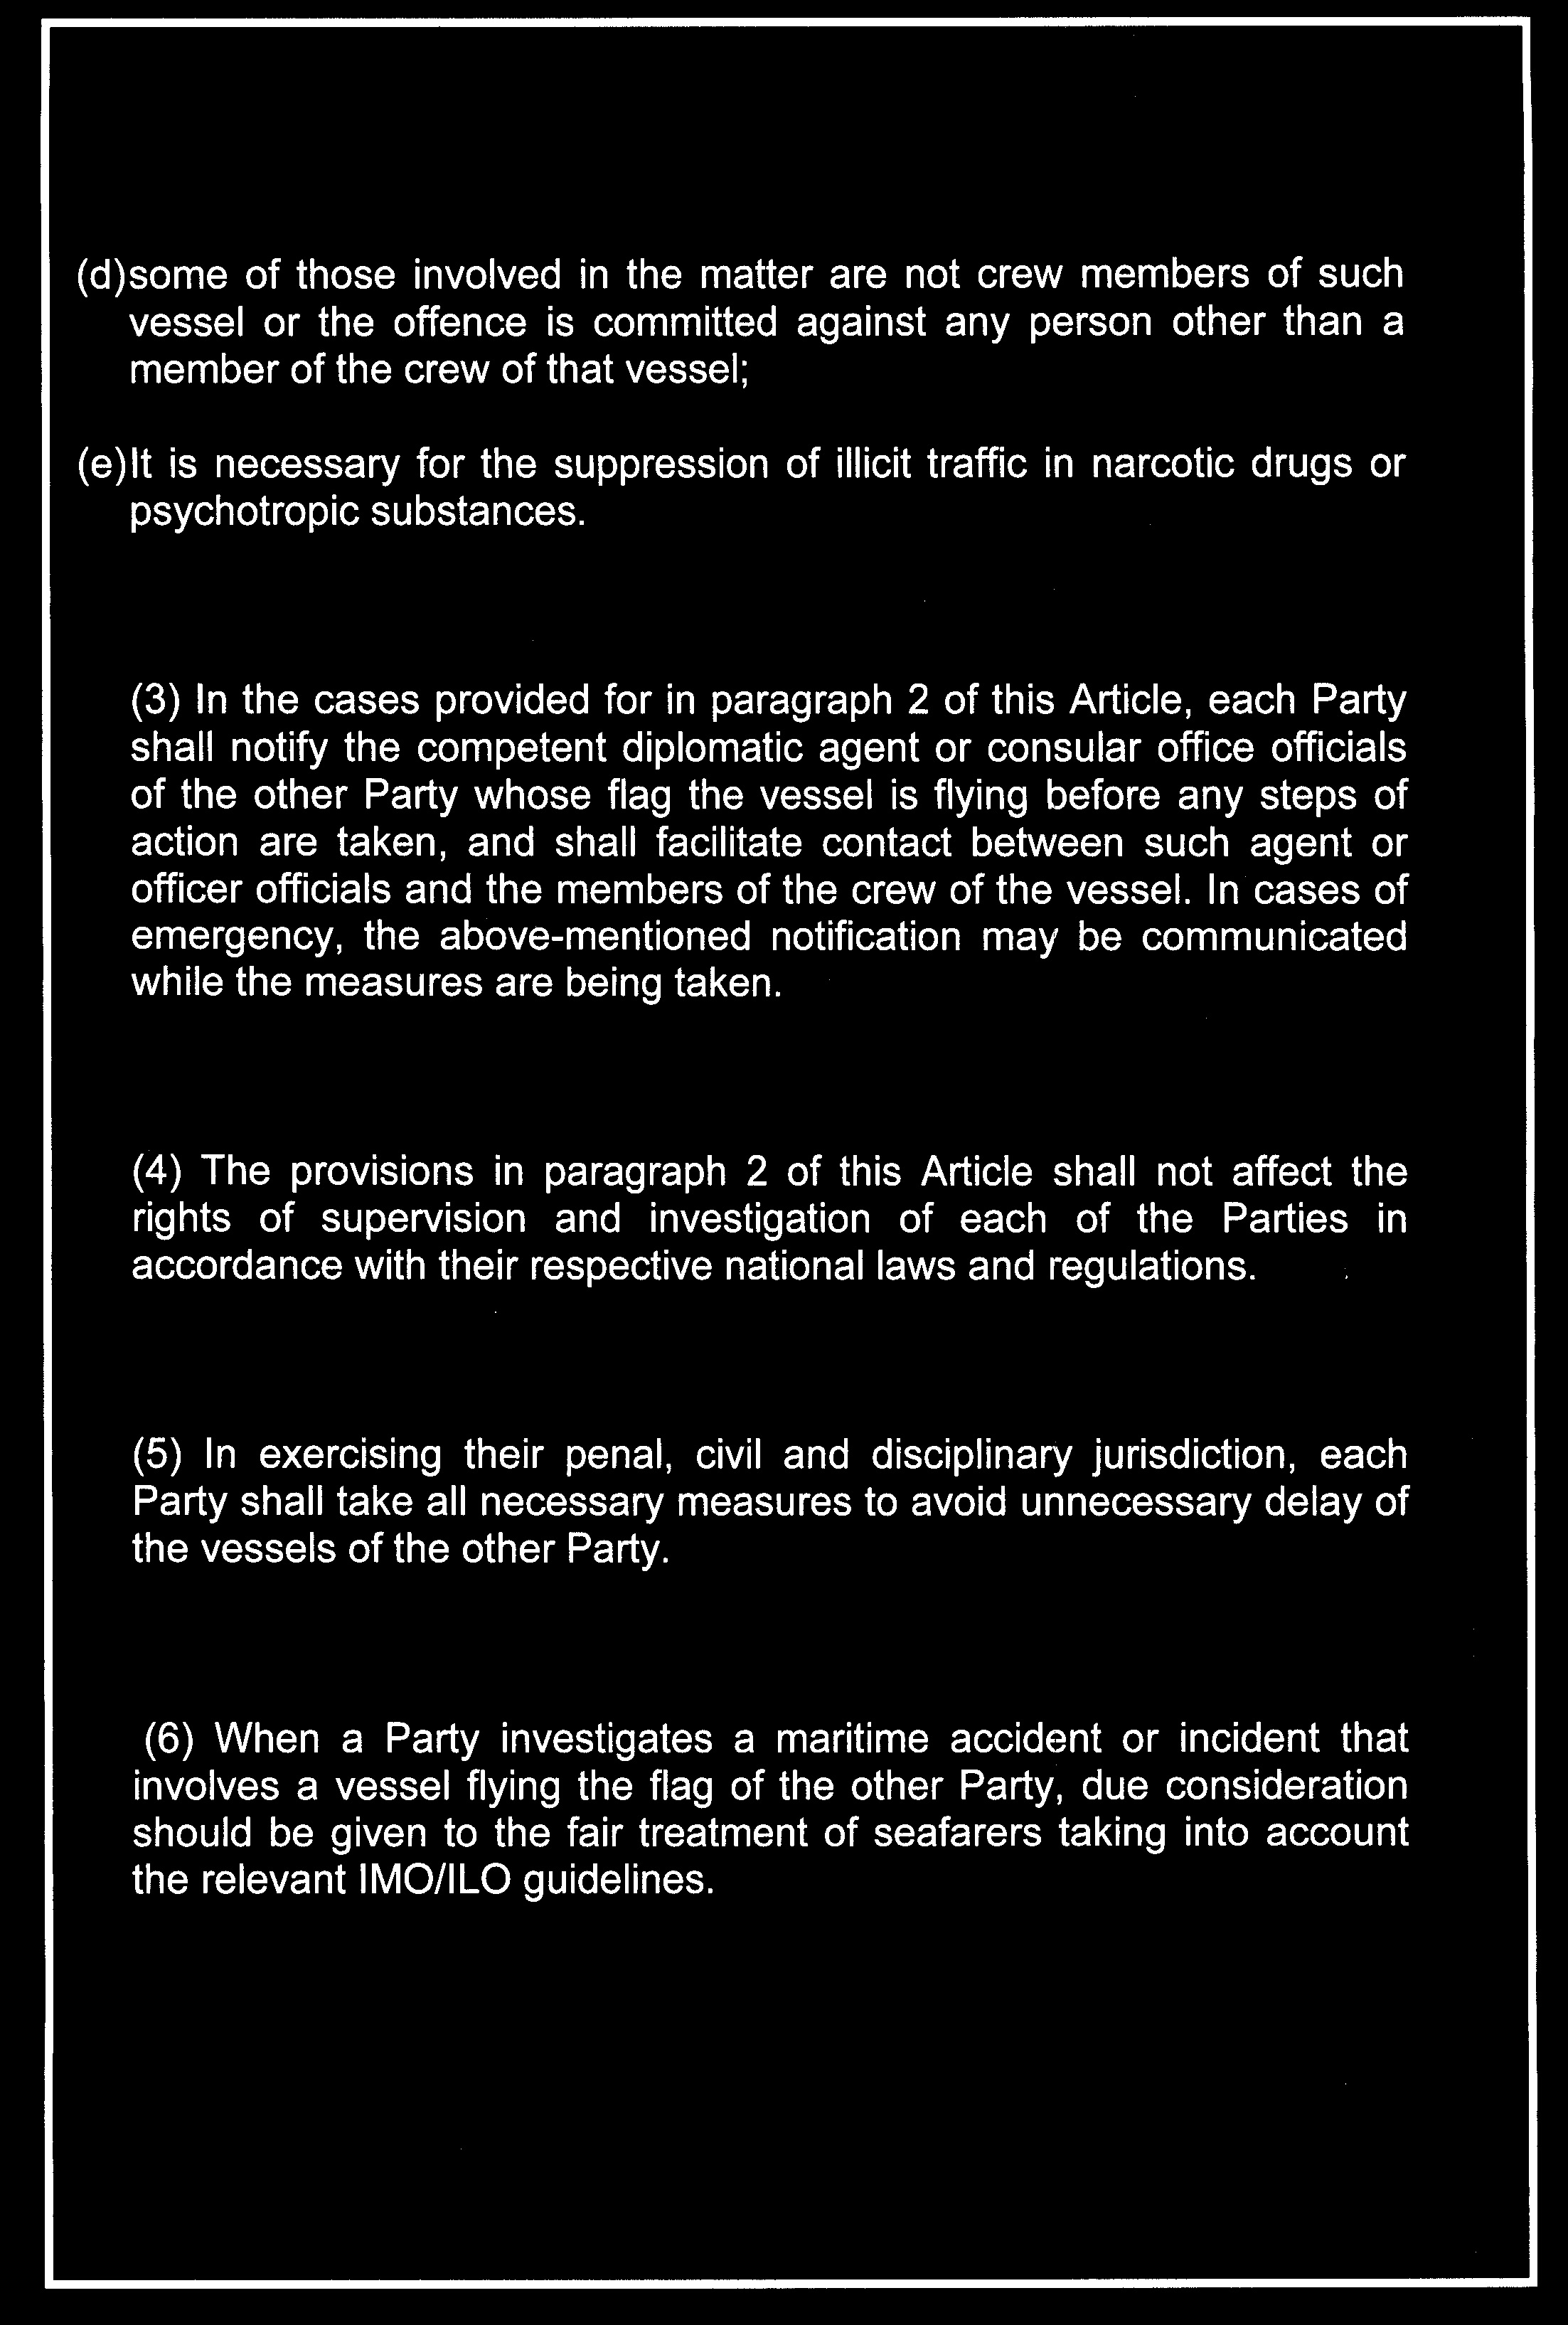 (d)some of those involved in the matter are not crew members of such
vessel or the offence is committed against any person other than a
member of the crew of that vessel;
(e)It is necessary for the suppression of illicit traffic in narcotic drugs or
psychotropic substances.
(3) In the cases provided for in paragraph 2 of this Article, each Party
shall notify the competent diplomatic agent or consular office officials
of the other Party whose flag the vessel is flying before any steps of
action are taken, and shall facilitate contact between such agent or
officer officials and the members of the crew of the vessel. In cases of
emergency, the above-mentioned notification may be communicated
while the measures are being taken.
(4) The provisions in paragraph 2 of this Article shall not affect the
rights of supervision and investigation of each of the Parties in
accordance with their respective national laws and regulations.
(5) In exercising their penal, civil and disciplinary jurisdiction, each
Party shall take all necessary measures to avoid unnecessary delay of
the vessels of the other Party.
(6) When a Party investigates a maritime accident or incident that
involves a vessel flying the flag of the other Party, due consideration
should be given to the fair treatment of seafarers taking into account
the relevant IMO/ILO guidelines.